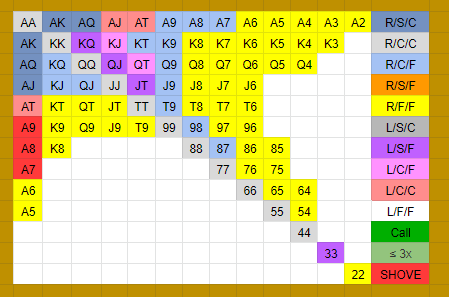 AA AK AQ AJ AT A9 A8 A7 A6 A5 A4 A3 A2 R/S/C
AK KK KQ KJ KT K9 K8 K7 K6 K5 K4 K3 R/C/C
AQ KQ QQ QJ QT Q9 Q8 Q7 Q6 Q5 Q4 R/C/F
AJ KJ QJ JJ JT J9 J8 J7 J6 R/S/F
AT KT QT JT TT T9 T8 T7 T6 R/F/F
A9 K9 Q9 J9 T9 99 98 97 96 L/S/C
A8 K8 88 87 86 85 L/S/F
A7 77 76 75 L/C/F
A6 66 65 64 L/C/C
A5 55 54 L/F/F
44 Call
33 ≤ 3x
22 SHOVE